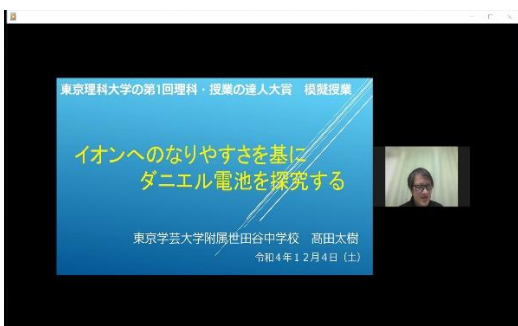 東京理科大学の第1回理科・授業の達人大賞　模擬授業
イオンへのなりやすさを基に
ダニエル電池を探究する
東京学芸大学附属世田谷中学校　髙田太樹
令和4年12月4日（土）